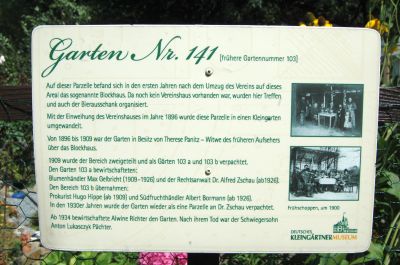 Garten Nr. 141 [frühere Gartennummer 103]
Auf dieser Parzelle befand sich in den ersten Jahren nach dem Umzug des Vereins auf dieses
Areal das sogenannte Blockhaus. Da noch kein Vereinshaus vorhanden war, wurden hier Treffen
und auch der Bierausschank organisiert.
Mit der Einweihung des Vereinshauses im Jahre 1896 wurde diese Parzelle in einen Kleingarten
umgewandelt.
Von 1896 bis 1909 war der Garten in Besitz von Therese Panitz – Witwe des früheren Aufsehers
über das Blockhaus.
1909 wurde der Bereich zweigeteilt und als Gärten 103 a und 103 b verpachtet.
Den Garten 103 a bewirtschafteten:
Blumenhändler Max Gelbricht (1909–1926) und der Rechtsanwalt Dr. Alfred Zschau (ab 1926).
Den Bereich 103 b übernahmen:
Prokurist Hugo Hippe (ab 1909) und Südfruchthändler Albert Bormann (ab 1926).
In den 1930er Jahren wurde der Garten wieder als eine Parzelle an Dr. Zschau verpachtet.
Ab 1934 bewirtschaftete Alwine Richter den Garten. Nach ihrem Tod war der Schwiegersohn
Anton Lukaszyk Pächter.
Frühschoppen, um 1900
DEUTSCHES
KLEINGÄRTNERMUSEUM